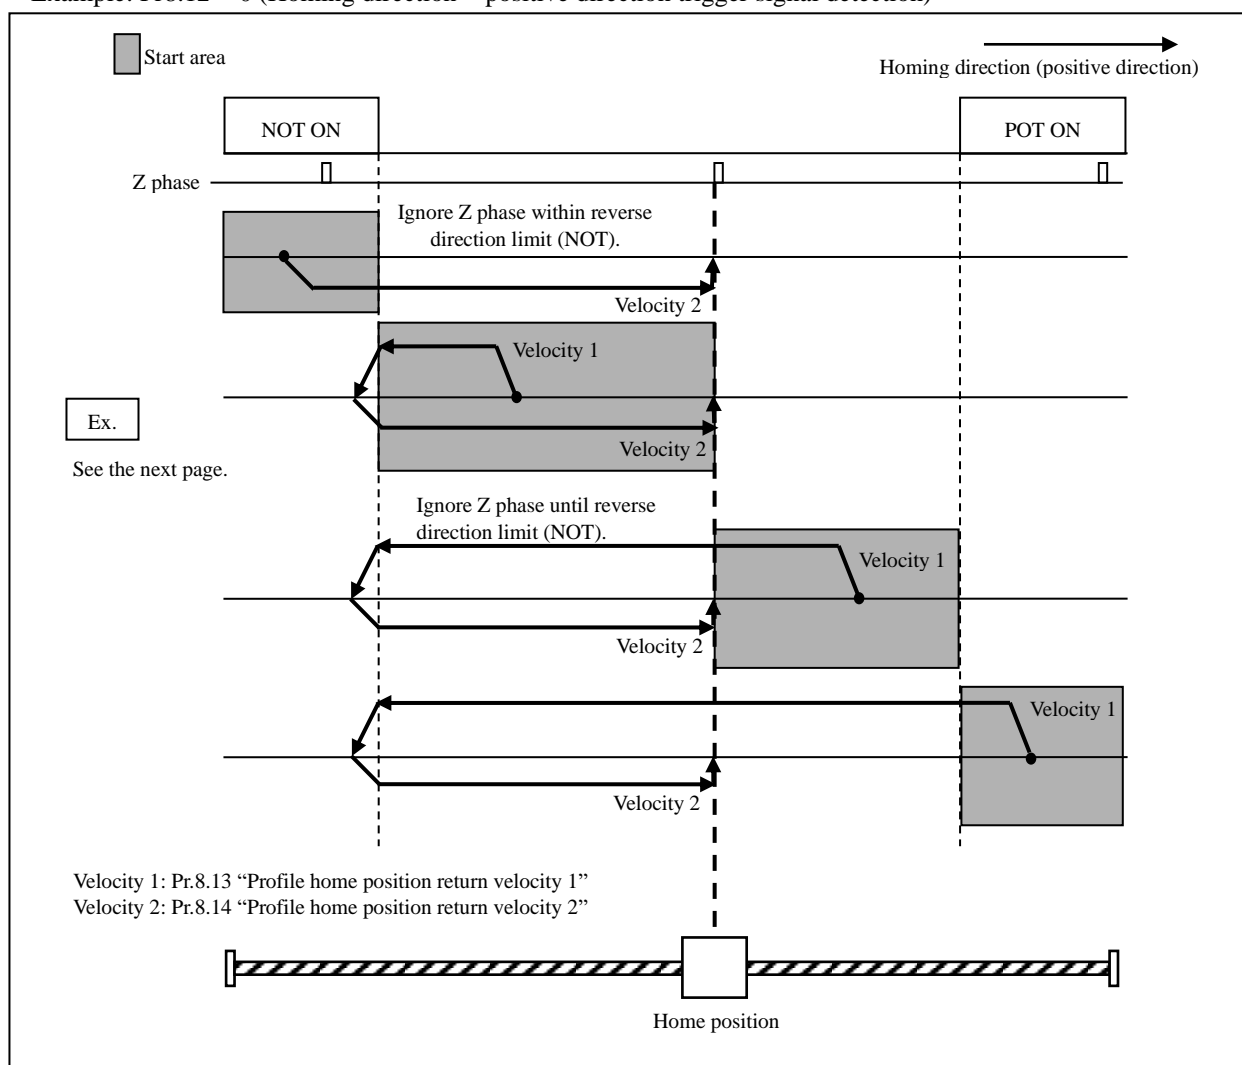 Start area
Homing direction (positive direction)
NOT ON
POT ON
Z phase
Ignore Z phase within reverse
direction limit (NOT).
Velocity 2
Velocity 1
Ex.
Velocity 2
See the next page.
Ignore Z phase until reverse
direction limit (NOT).
Velocity 1
Velocity 2
Velocity 1
Velocity 2
Velocity 1: Pr.8.13 “Profile home position return velocity 1”
Velocity 2: Pr.8.14 “Profile home position return velocity 2”
Home position